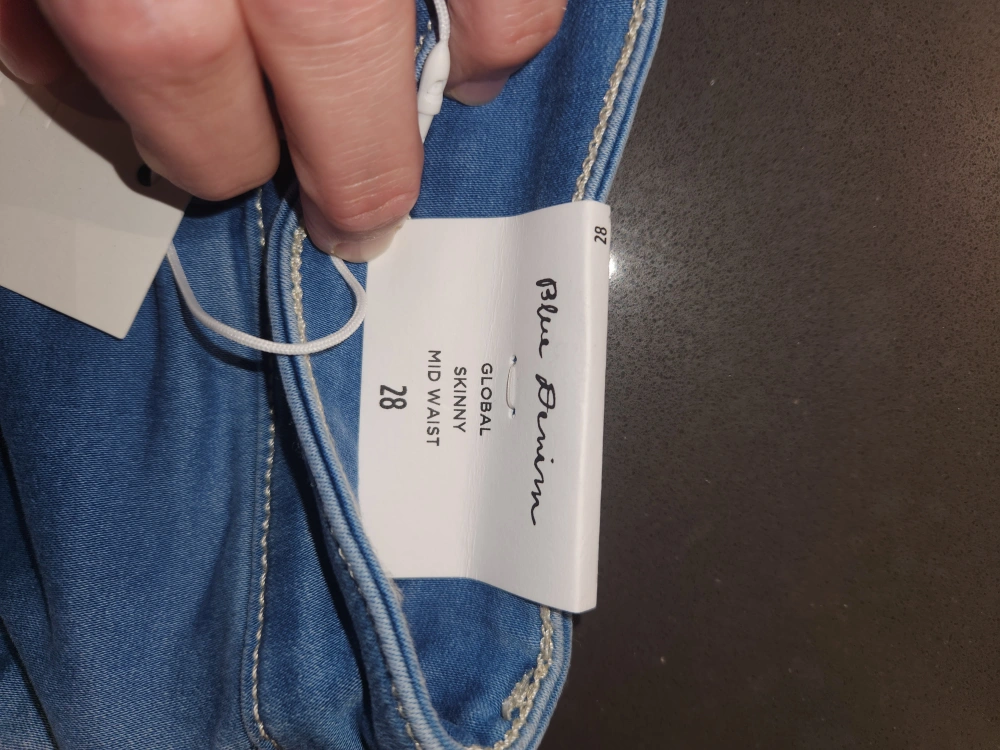 28
Blue Denim
GLOBAL
SKINNY
MID WAIST
28